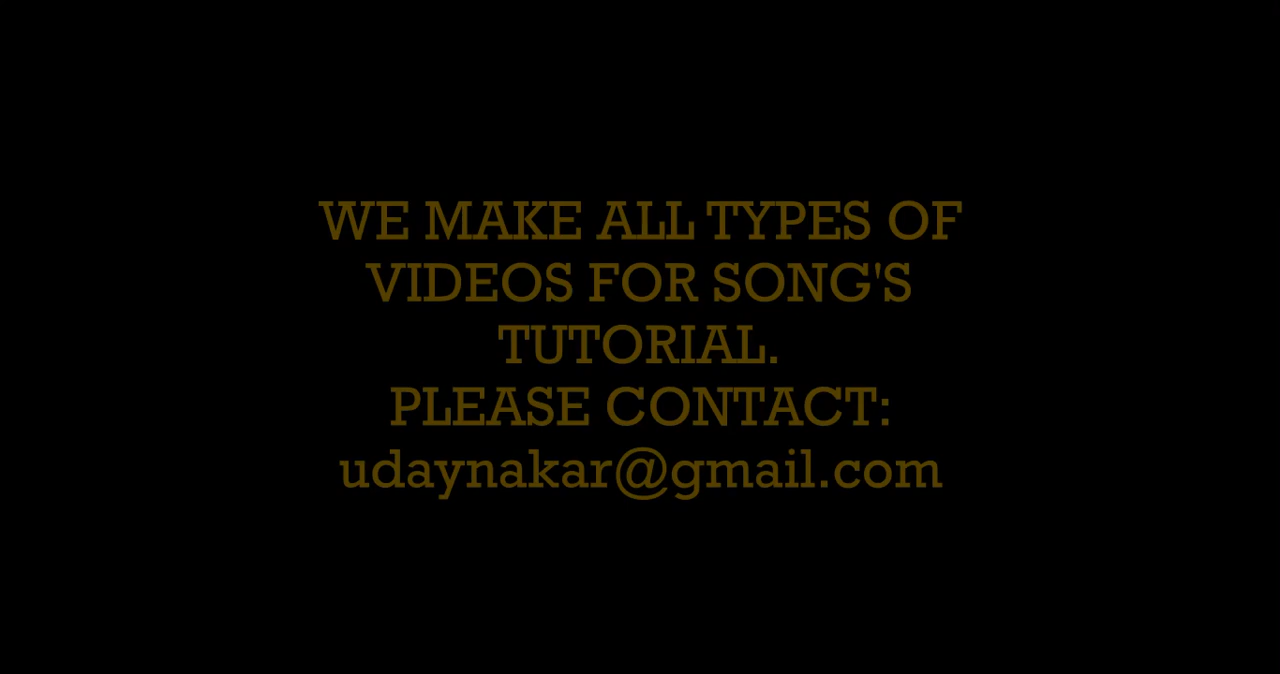 WE MAKE ALL TYPES OF
VIDEOS FOR SONG'S
TUTORIAL.
PLEASE CONTACT:
udaynakar@gmail.com